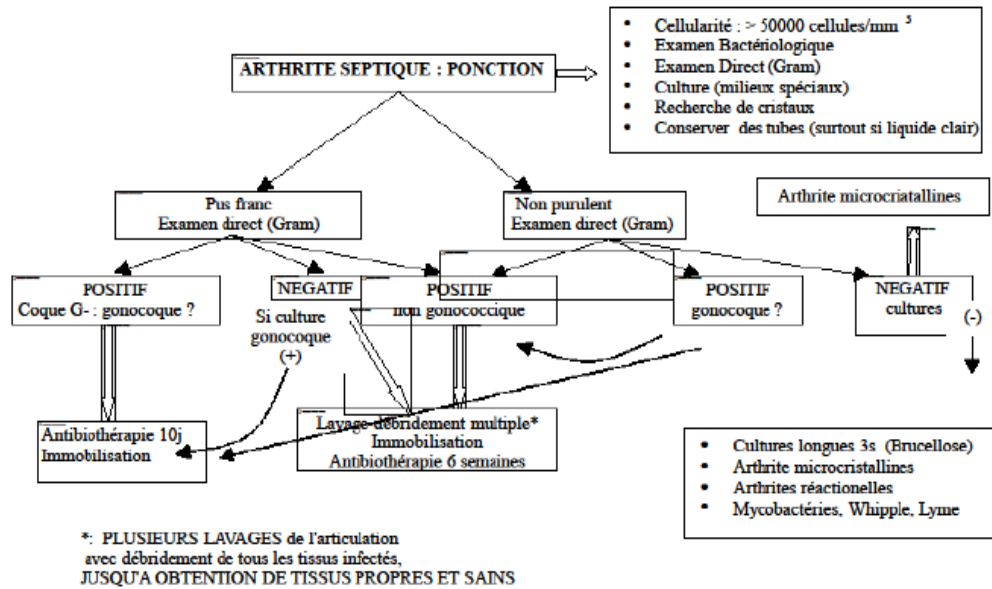 • Cellularité : > 50000 cellules/mm 3
• Examen Bactériologique
• Examen Direct (Gram)
• Culture (milieux spéciaux)
• Recherche de cristaux
• Conserver des tubes (surtout si liquide clair)
ARTHRITE SEPTIQUE : PONCTION
Pus franc
Examen direct (Gram)
Non purulent
Examen direct (Gram)
Arthrite microcriatallines
POSITIF
Coque G- : gonocoque ?
NEGATIF
Si culture
gonocoque
(+)
POSITIF
non gonococcique
POSITIF
gonocoque ?
NEGATIF
cultures
(-)
Antibiothérapie 10j
Immobilisation
Lavage débridement multiple*
Immobilisation
Antibiothérapie 6 semaines
• Cultures longues 3s (Brucellose)
• Arthrite microcristallines
• Arthrites réactionelles
• Mycobactéries, Whipple, Lyme
*: PLUSIEURS LAVAGES de l'articulation
avec débridement de tous les tissus infectés,
JUSQU'A OBTENTION DE TISSUS PROPRES ET SAINS